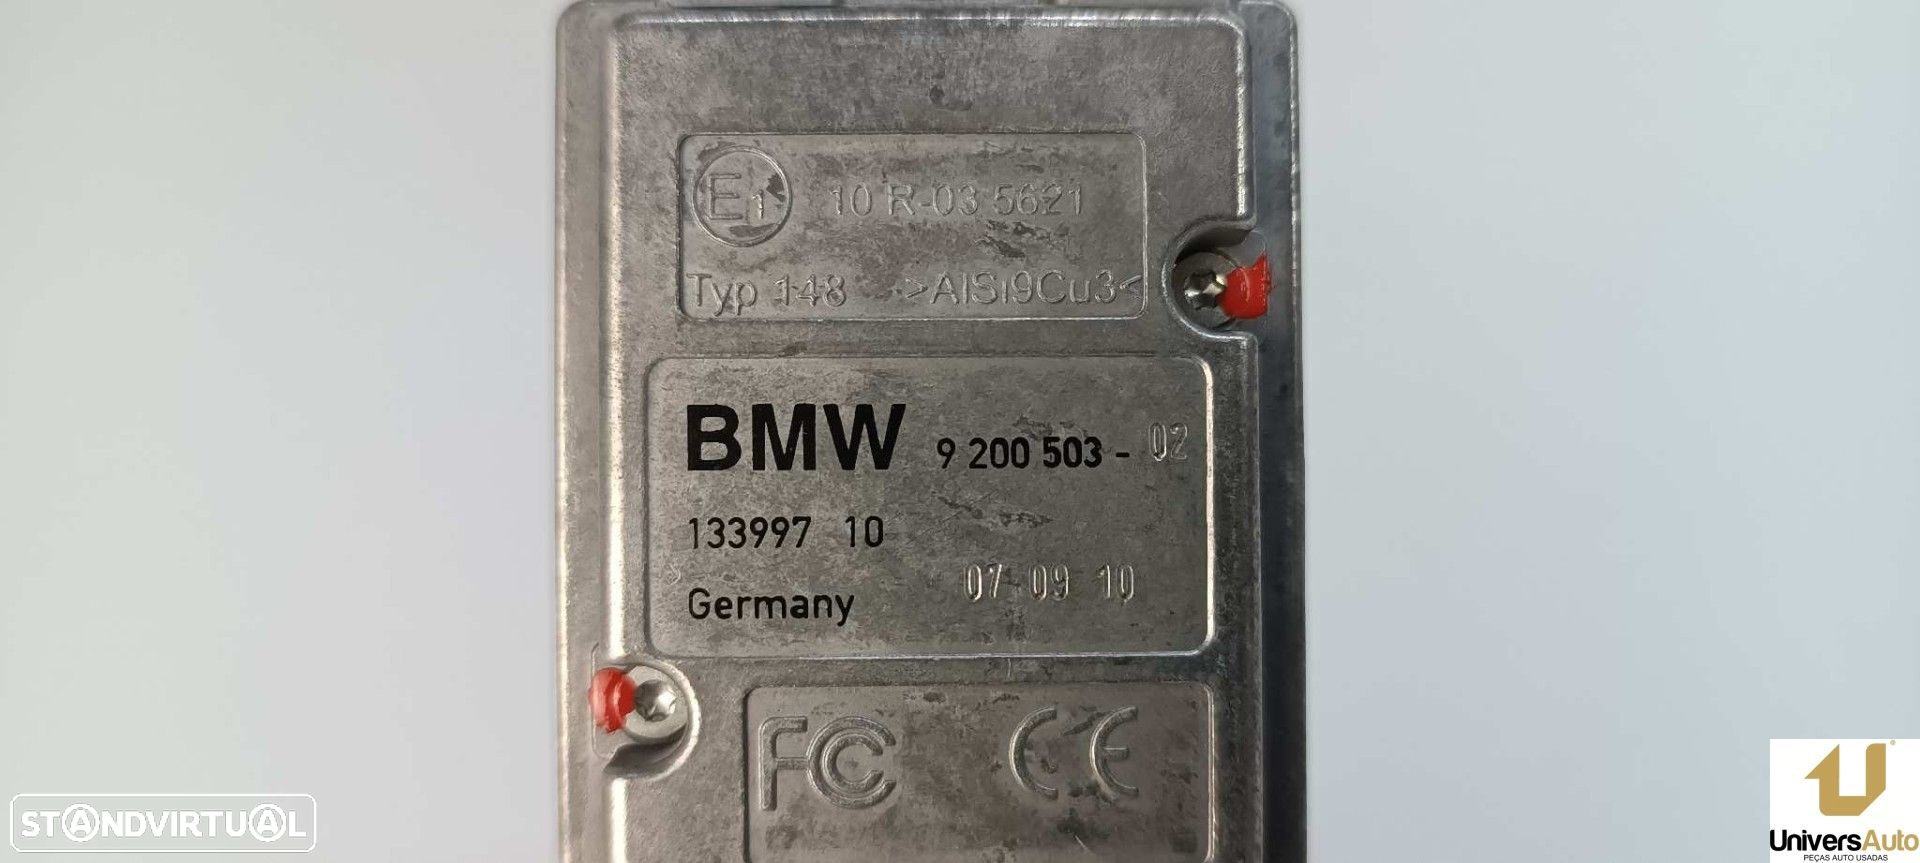 E1 10 R-03 5621
Typ 148 >AlSi9Cu3<
BMW 9 200 503 - 02
133997 10
07-09 10
Germany
FC CE
STANDVIRTUAL
UniversAuto
PEÇAS AUTO USADAS